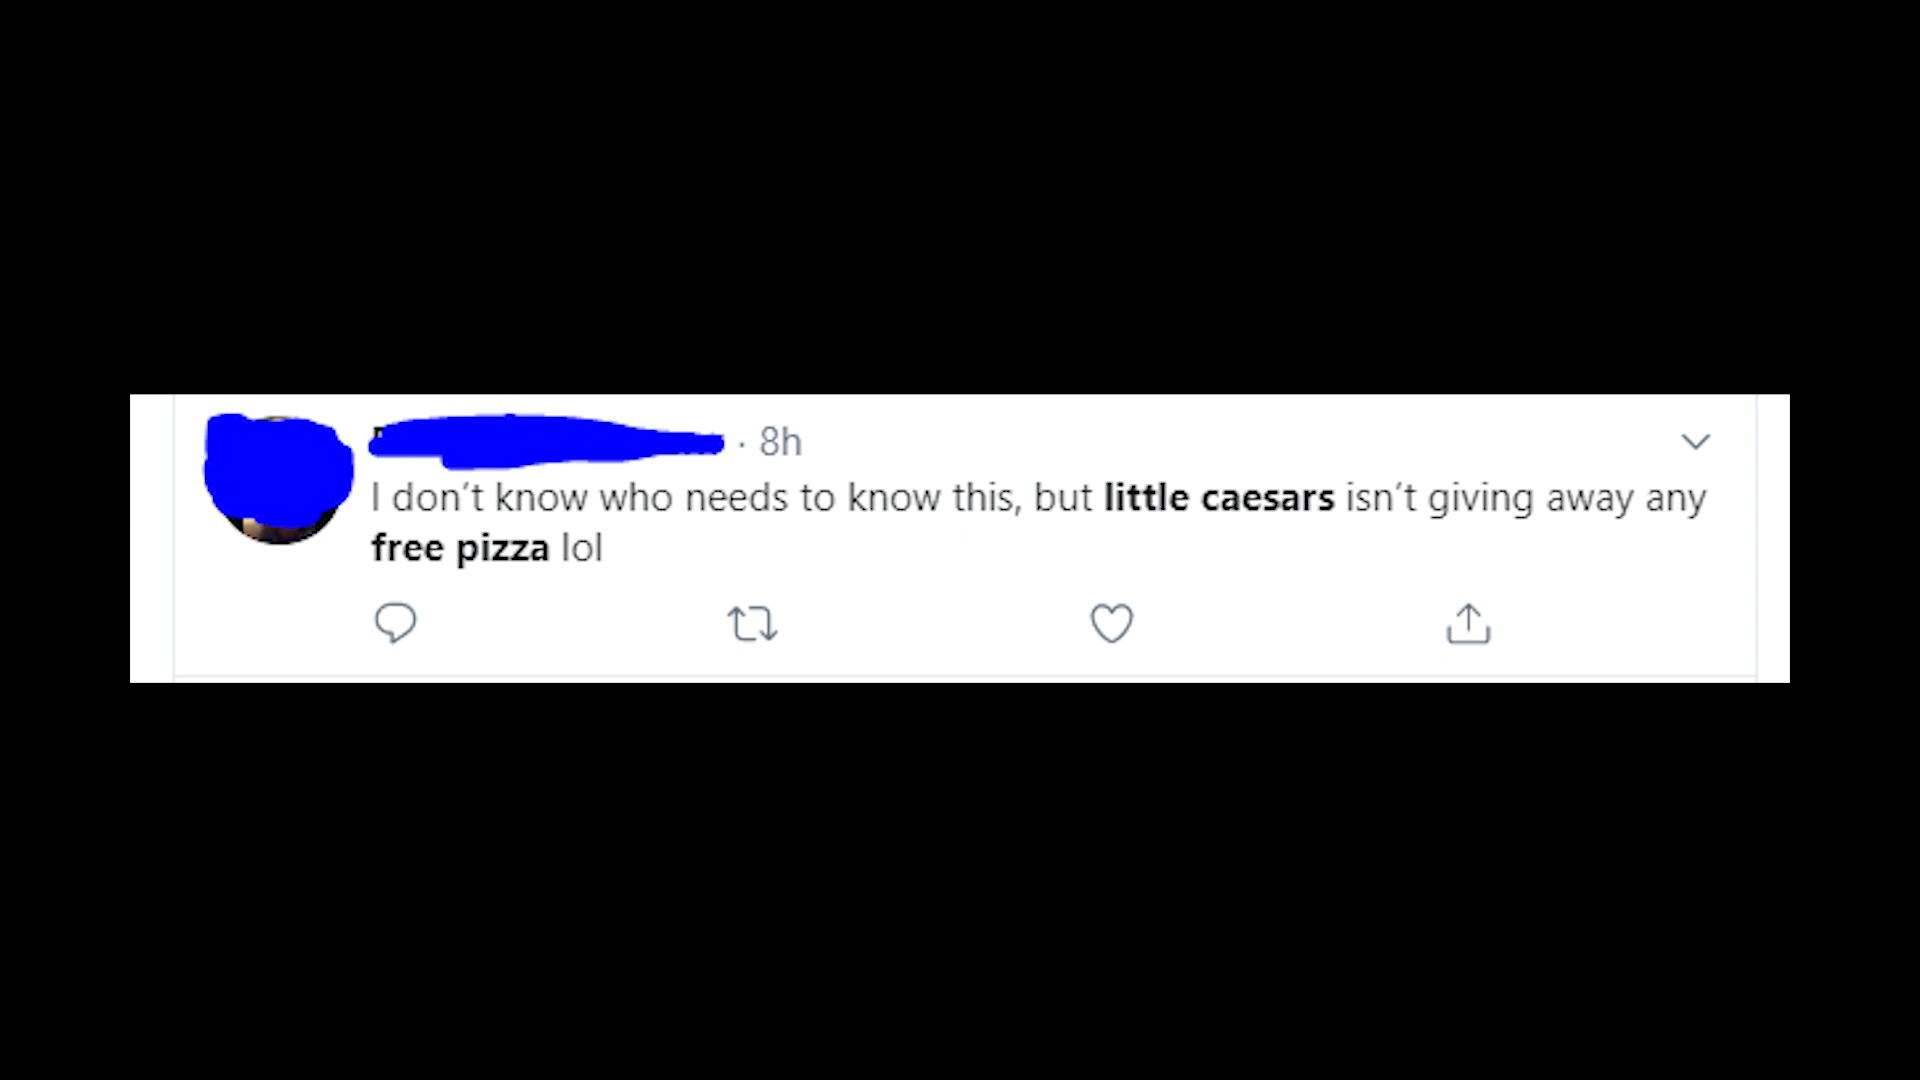 · 8h
I don’t know who needs to know this, but little caesars isn’t giving away any
free pizza lol